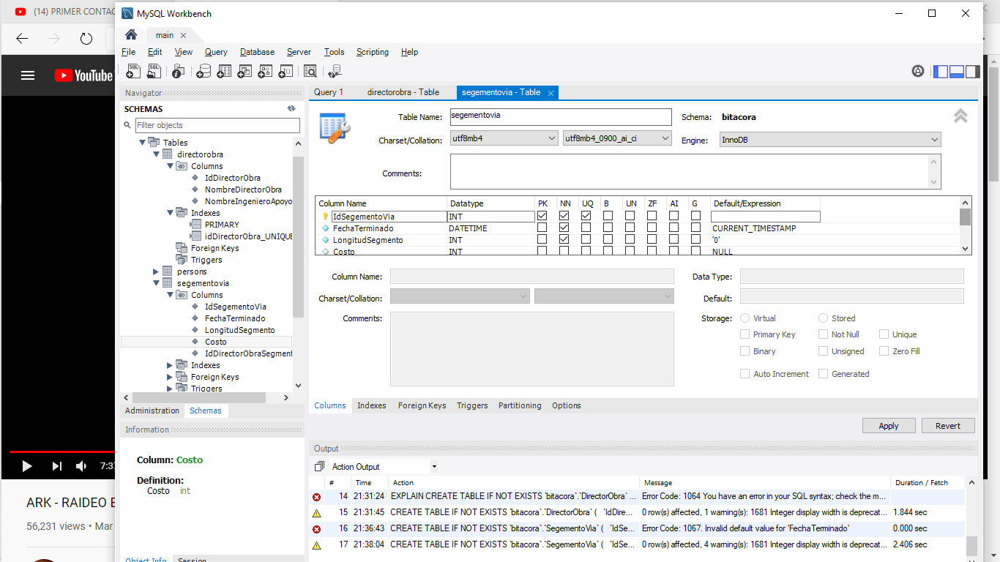 (14) PRIMER CONTAC
YouTube
7:37
ARK - RAIDEO E
56,231 views • Mar
MySQL Workbench
main
File Edit View Query Database Server Tools Scripting Help
Navigator
SCHEMAS
Filter objects
Tables
directorobra
Columns
IdDirectorObra
NombreDirectorObra
NombreIngenieroApoyo
Indexes
PRIMARY
idDirectorObra_UNIQUE
Foreign Keys
Triggers
persons
segementovia
Columns
IdSegementoVia
FechaTerminado
LongitudSegmento
Costo
IdDirectorObraSegment
Indexes
Foreign Keys
Triggers
Administration Schemas
Information
Column: Costo
Definition:
Costo int
Object Info Session
Query 1 directorobra - Table segementovia - Table
Table Name: segementovia Schema: bitacora
Charset/Collation: utf8mb4 utf8mb4_0900_ai_ci Engine: InnoDB
Comments:
Column Name Datatype PK NN UQ B UN ZF AI G Default/Expression
IdSegementoVia INT
FechaTerminado DATETIME CURRENT_TIMESTAMP
LongitudSegmento INT '0'
Costo INT NULL
Column Name: Data Type:
Charset/Collation: Default:
Comments: Storage: Virtual Stored
Primary Key Not Null Unique
Binary Unsigned Zero Fill
Auto Increment Generated
Columns Indexes Foreign Keys Triggers Partitioning Options
Apply Revert
Output
Action Output
# Time Action Message Duration / Fetch
14 21:31:24 EXPLAIN CREATE TABLE IF NOT EXISTS `bitacora`.`DirectorObra` ... Error Code: 1064 You have an error in your SQL syntax; check the m...
15 21:31:45 CREATE TABLE IF NOT EXISTS `bitacora`.`DirectorObra` ( `IdDire... 0 row(s) affected, 1 warning(s): 1681 Integer display width is deprecat... 1.844 sec
16 21:36:43 CREATE TABLE IF NOT EXISTS `bitacora`.`SegementoVia` ( `IdSe... Error Code: 1067. Invalid default value for 'FechaTerminado' 0.000 sec
17 21:38:04 CREATE TABLE IF NOT EXISTS `bitacora`.`SegementoVia` ( `IdSe... 0 row(s) affected, 4 warning(s): 1681 Integer display width is deprecat... 2.406 sec